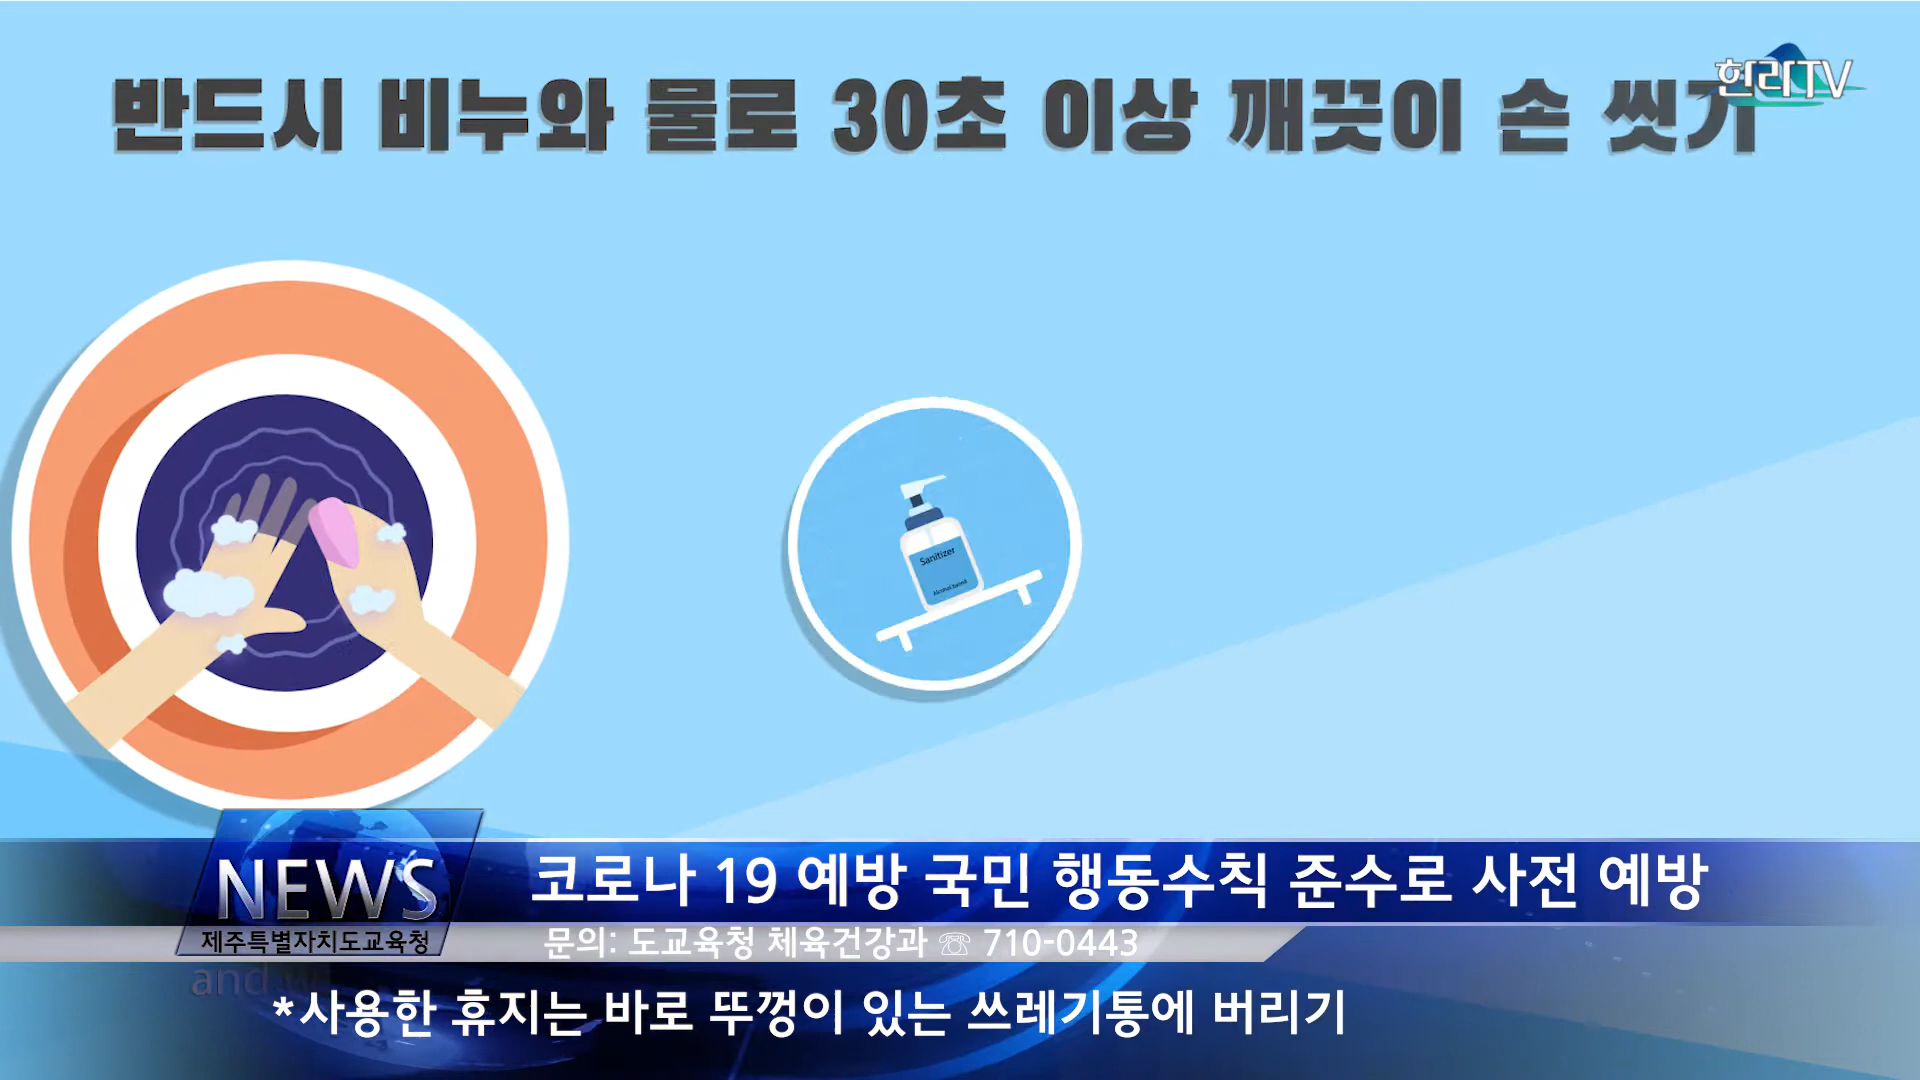 한라TV
반드시 비누와 물로 30초 이상 깨끗이 손 씻기
Sanitizer
Alcohol based
NEWS
제주특별자치도교육청
코로나 19 예방 국민 행동수칙 준수로 사전 예방
문의: 도교육청 체육건강과 ☏ 710-0443
and
*사용한 휴지는 바로 뚜껑이 있는 쓰레기통에 버리기